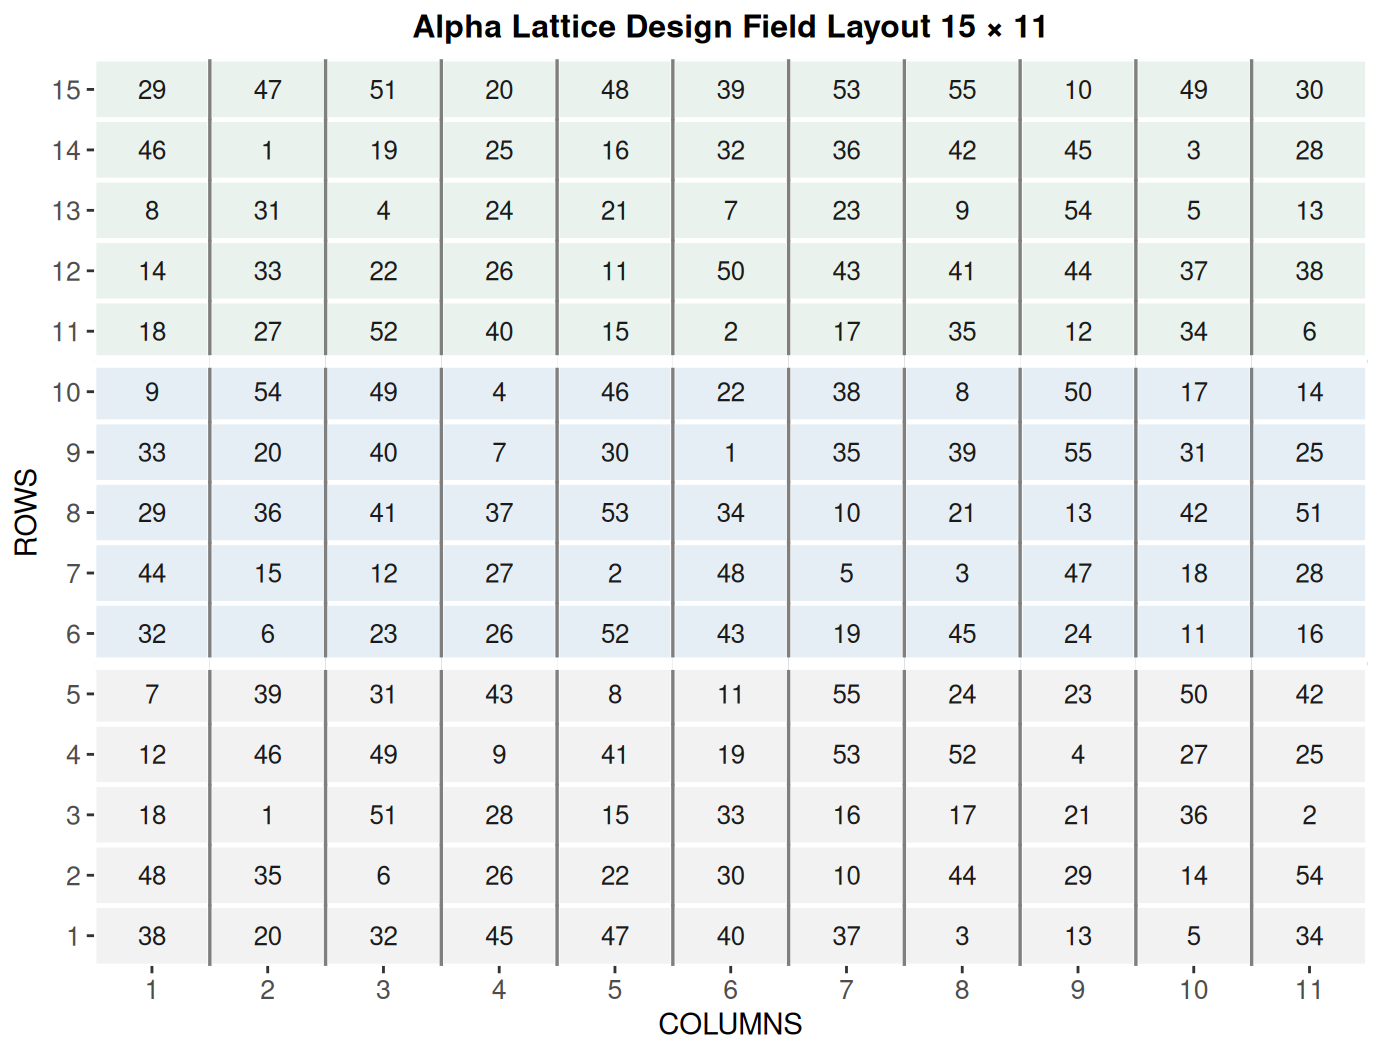 Alpha Lattice Design Field Layout 15 × 11
15 29 47 51 20 48 39 53 55 10 49 30
14 46 1 19 25 16 32 36 42 45 3 28
13 8 31 4 24 21 7 23 9 54 5 13
12 14 33 22 26 11 50 43 41 44 37 38
11 18 27 52 40 15 2 17 35 12 34 6
10 9 54 49 4 46 22 38 8 50 17 14
9 33 20 40 7 30 1 35 39 55 31 25
8 29 36 41 37 53 34 10 21 13 42 51
7 44 15 12 27 2 48 5 3 47 18 28
6 32 6 23 26 52 43 19 45 24 11 16
5 7 39 31 43 8 11 55 24 23 50 42
4 12 46 49 9 41 19 53 52 4 27 25
3 18 1 51 28 15 33 16 17 21 36 2
2 48 35 6 26 22 30 10 44 29 14 54
1 38 20 32 45 47 40 37 3 13 5 34
1 2 3 4 5 6 7 8 9 10 11
COLUMNS
ROWS